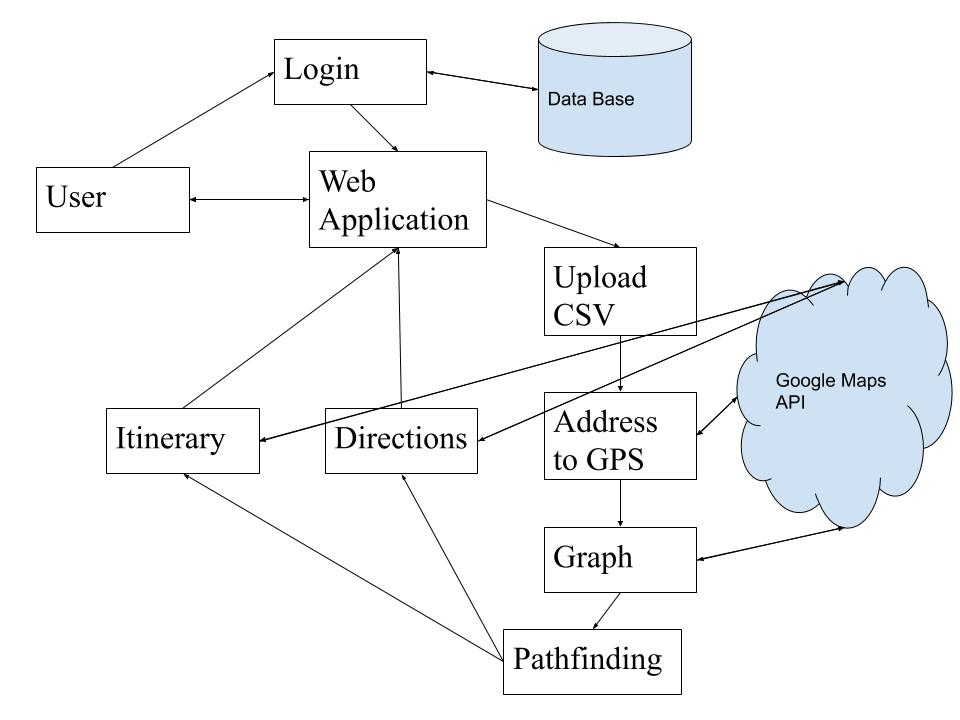 Login
Data Base
User
Web
Application
Upload
CSV
Google Maps
API
Itinerary
Directions
Address
to GPS
Graph
Pathfinding